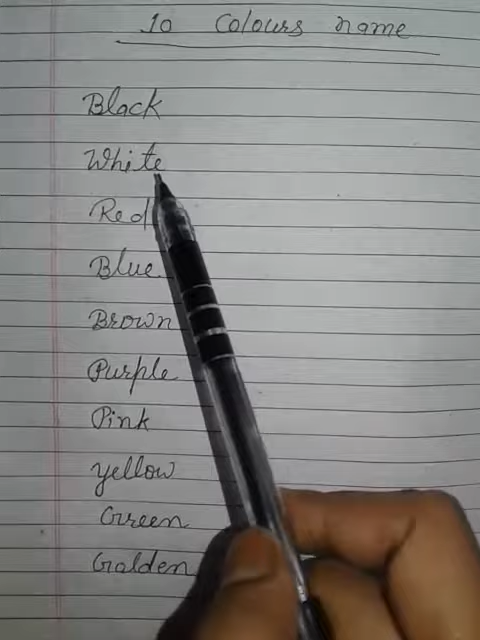 10 Colours name
Black
White
Red
Blue
Brown
Purple
Pink
yellow
Green
Golden